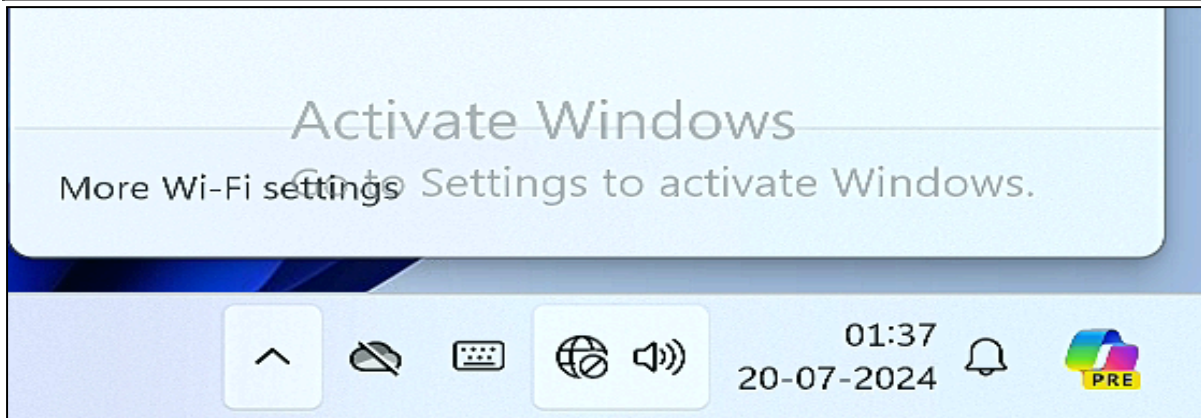 Activate Windows
More Wi-Fi settings
Go to Settings to activate Windows.
01:37
20-07-2024
PRE